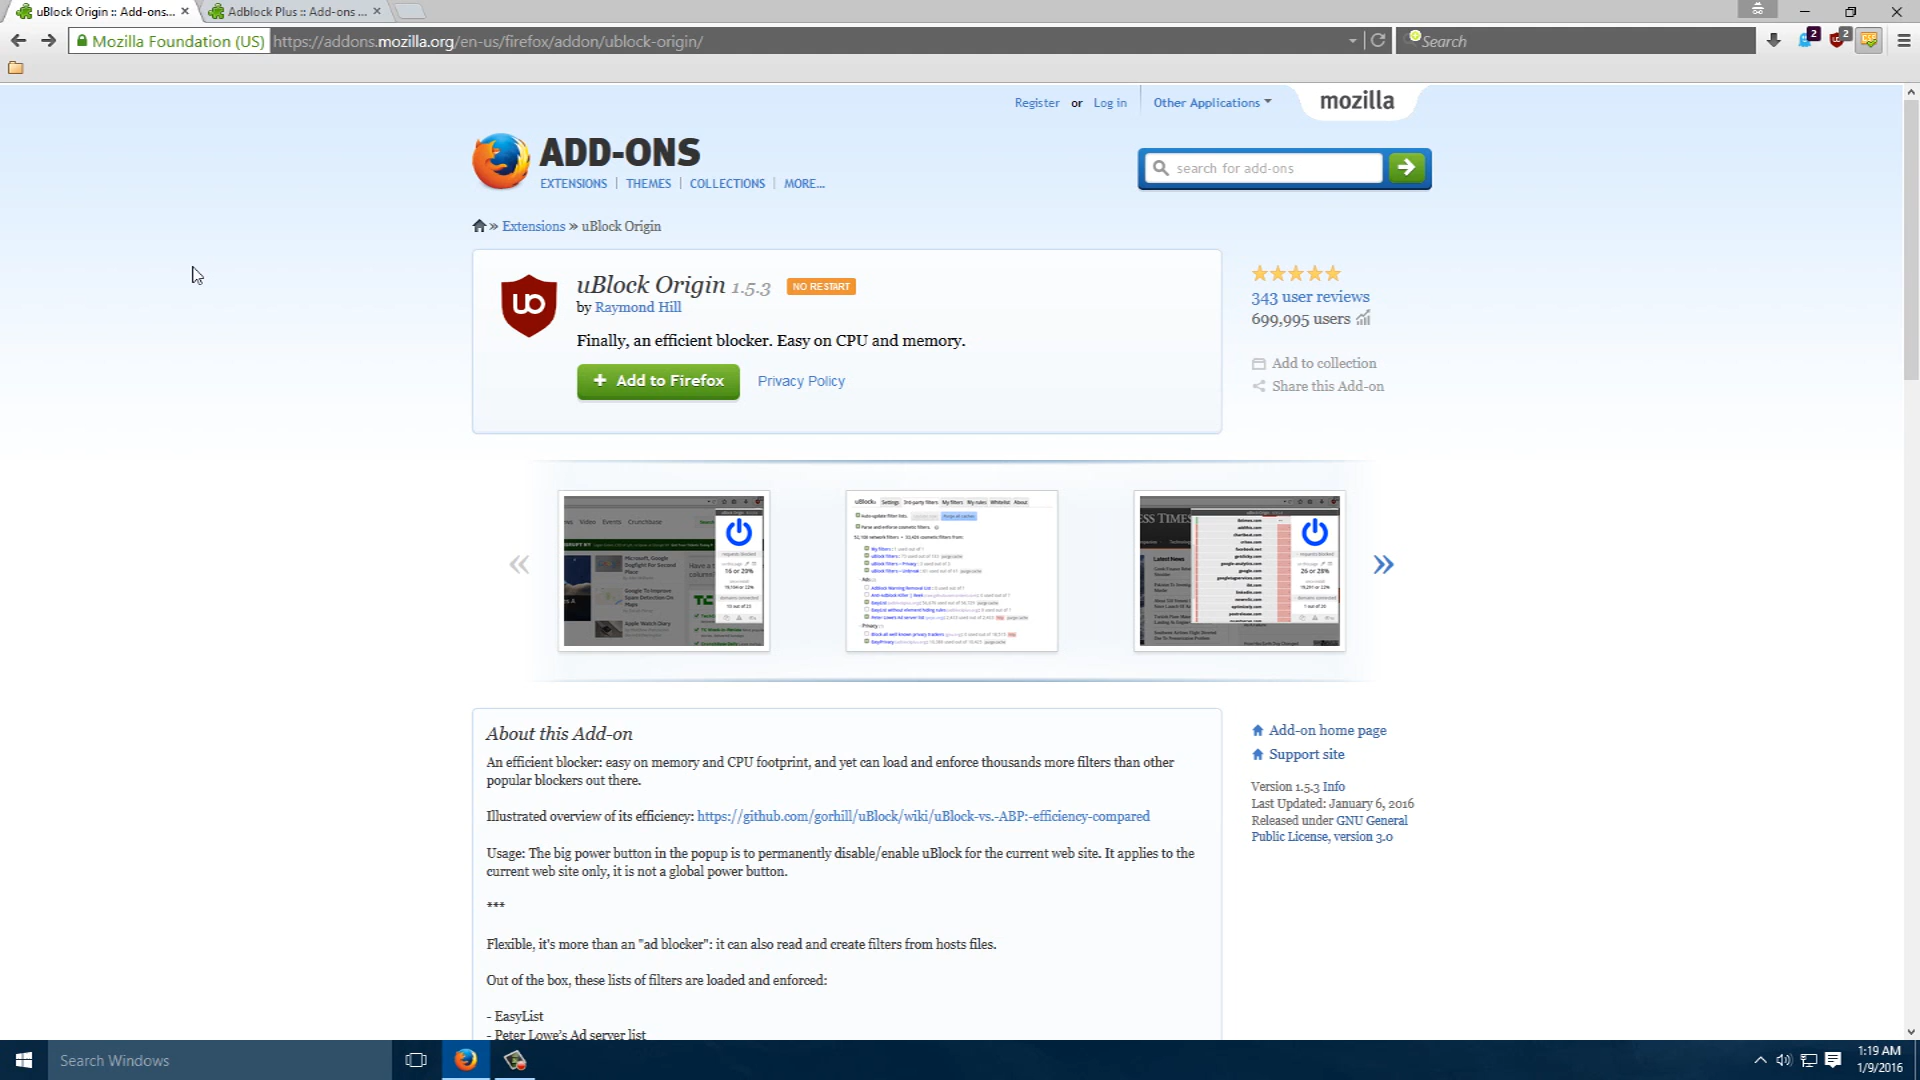 uBlock Origin :: Add-ons...
Adblock Plus :: Add-ons ...
Mozilla Foundation (US)
https://addons.mozilla.org/en-us/firefox/addon/ublock-origin/
Search
2
2
Register or Log in
Other Applications
mozilla
ADD-ONS
EXTENSIONS | THEMES | COLLECTIONS | MORE...
search for add-ons
» Extensions » uBlock Origin
uBlock Origin 1.5.3 NO RESTART
by Raymond Hill
Finally, an efficient blocker. Easy on CPU and memory.
+ Add to Firefox
Privacy Policy
343 user reviews
699,995 users
Add to collection
Share this Add-on
About this Add-on
An efficient blocker: easy on memory and CPU footprint, and yet can load and enforce thousands more filters than other
popular blockers out there.
Illustrated overview of its efficiency: https://github.com/gorhill/uBlock/wiki/uBlock-vs.-ABP:-efficiency-compared
Usage: The big power button in the popup is to permanently disable/enable uBlock for the current web site. It applies to the
current web site only, it is not a global power button.
***
Flexible, it's more than an "ad blocker": it can also read and create filters from hosts files.
Out of the box, these lists of filters are loaded and enforced:
- EasyList
- Peter Lowe's Ad server list
Add-on home page
Support site
Version 1.5.3 Info
Last Updated: January 6, 2016
Released under GNU General
Public License, version 3.0
Search Windows
1:19 AM
1/9/2016